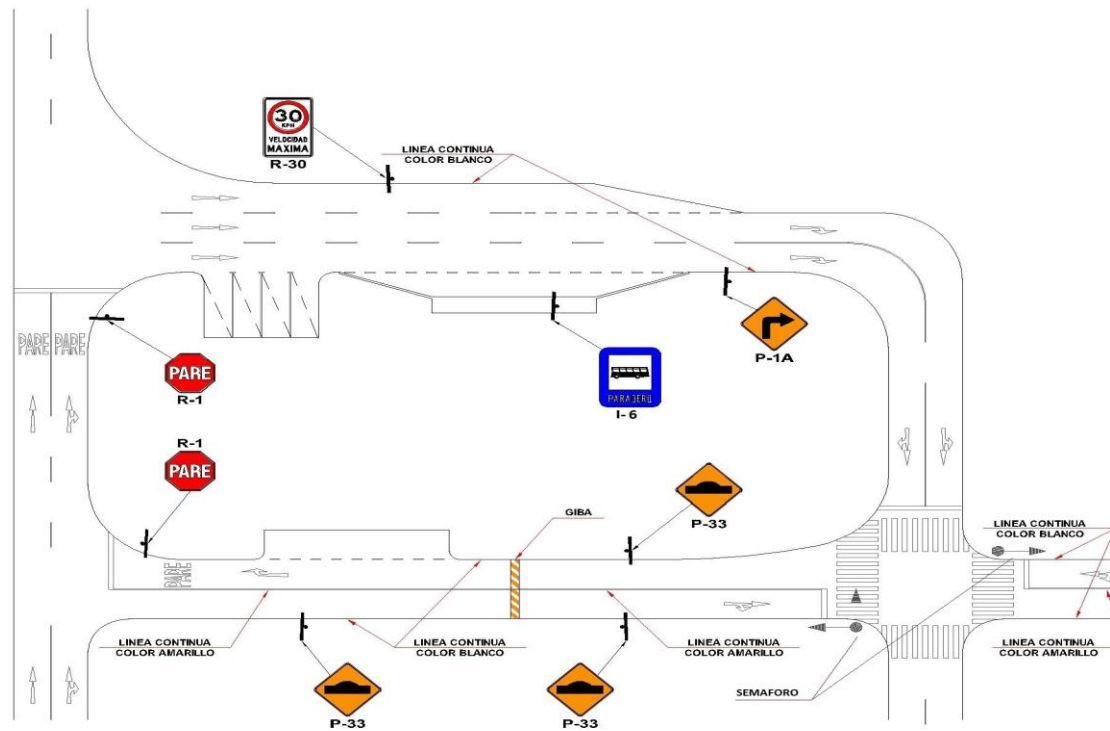 30
KPH
VELOCIDAD
MAXIMA
R-30
LINEA CONTINUA
COLOR BLANCO
P-1A
PARE PARE
PARE
R-1
PARADERO
I-6
R-1
PARE
P-33
GIBA
LINEA CONTINUA
COLOR BLANCO
PARE
LINEA CONTINUA
COLOR AMARILLO
LINEA CONTINUA
COLOR BLANCO
LINEA CONTINUA
COLOR AMARILLO
LINEA CONTINUA
COLOR AMARILLO
SEMAFORO
P-33
P-33